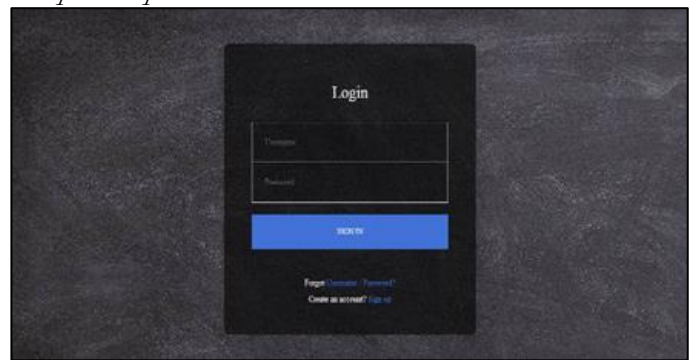 Login
Username
Password
SIGN IN
Forgot Username / Password?
Create an account? Sign up